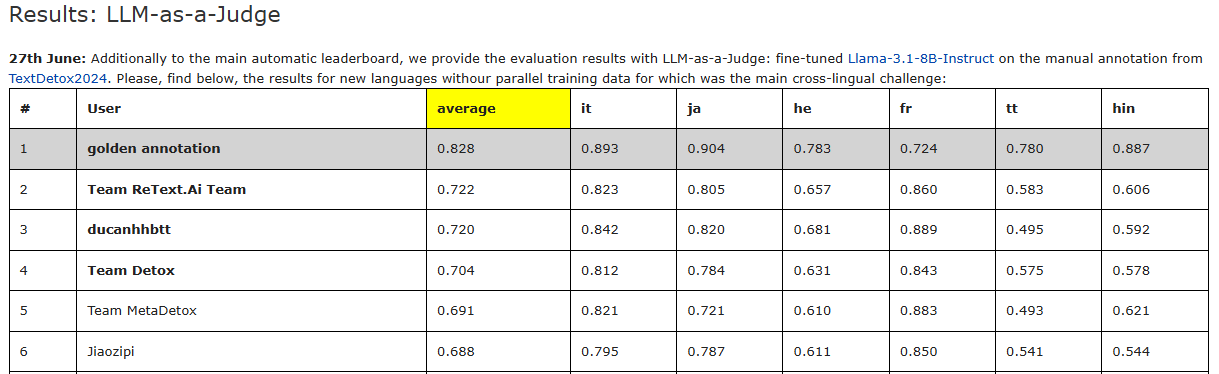 Results: LLM-as-a-Judge
27th June: Additionally to the main automatic leaderboard, we provide the evaluation results with LLM-as-a-Judge: fine-tuned Llama-3.1-8B-Instruct on the manual annotation from
TextDetox2024. Please, find below, the results for new languages withour parallel training data for which was the main cross-lingual challenge:
# User average it ja he fr tt hin
1 golden annotation 0.828 0.893 0.904 0.783 0.724 0.780 0.887
2 Team ReText.Ai Team 0.722 0.823 0.805 0.657 0.860 0.583 0.606
3 ducanhhbtt 0.720 0.842 0.820 0.681 0.889 0.495 0.592
4 Team Detox 0.704 0.812 0.784 0.631 0.843 0.575 0.578
5 Team MetaDetox 0.691 0.821 0.721 0.610 0.883 0.493 0.621
6 Jiaozipi 0.688 0.795 0.787 0.611 0.850 0.541 0.544